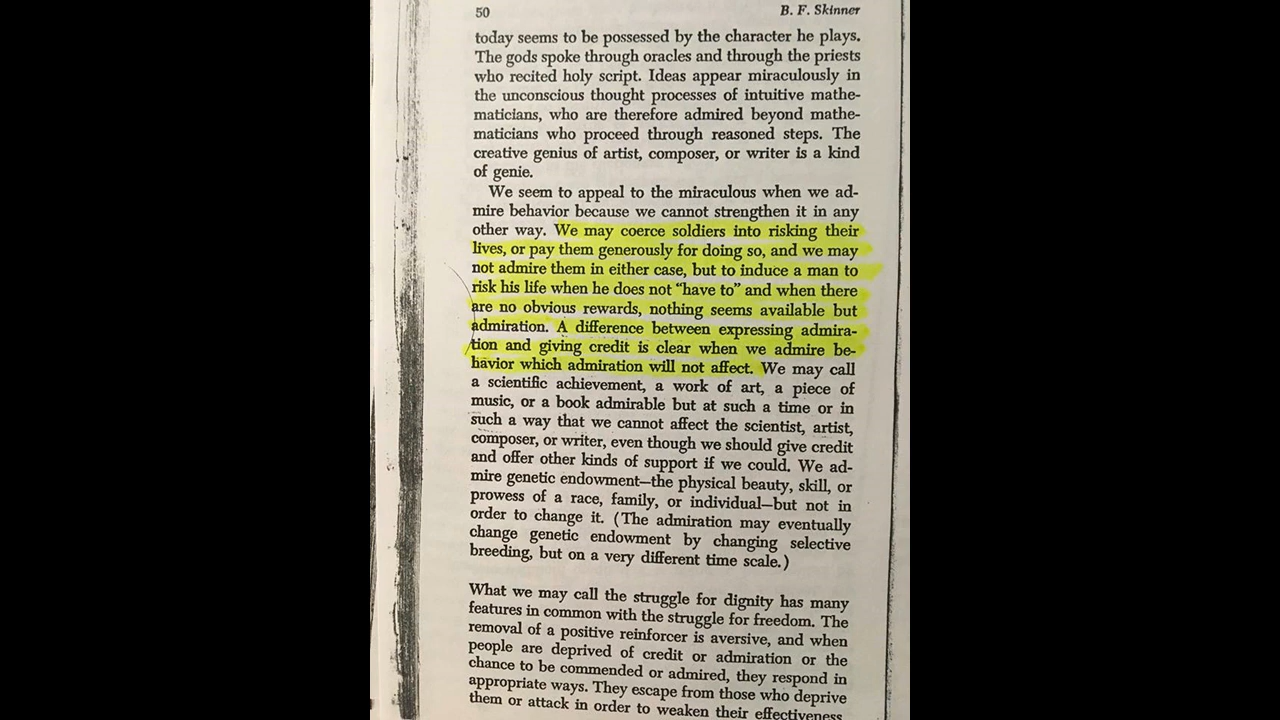 50 B. F. Skinner
today seems to be possessed by the character he plays.
The gods spoke through oracles and through the priests
who recited holy script. Ideas appear miraculously in
the unconscious thought processes of intuitive mathe-
maticians, who are therefore admired beyond mathe-
maticians who proceed through reasoned steps. The
creative genius of artist, composer, or writer is a kind
of genie.
We seem to appeal to the miraculous when we ad-
mire behavior because we cannot strengthen it in any
other way. We may coerce soldiers into risking their
lives, or pay them generously for doing so, and we may
not admire them in either case, but to induce a man to
risk his life when he does not “have to” and when there
are no obvious rewards, nothing seems available but
admiration. A difference between expressing admira-
tion and giving credit is clear when we admire be-
havior which admiration will not affect. We may call
a scientific achievement, a work of art, a piece of
music, or a book admirable but at such a time or in
such a way that we cannot affect the scientist, artist,
composer, or writer, even though we should give credit
and offer other kinds of support if we could. We ad-
mire genetic endowment—the physical beauty, skill, or
prowess of a race, family, or individual—but not in
order to change it. (The admiration may eventually
change genetic endowment by changing selective
breeding, but on a very different time scale.)
What we may call the struggle for dignity has many
features in common with the struggle for freedom. The
removal of a positive reinforcer is aversive, and when
people are deprived of credit or admiration or the
chance to be commended or admired, they respond in
appropriate ways. They escape from those who deprive
them or attack in order to weaken their effectiveness